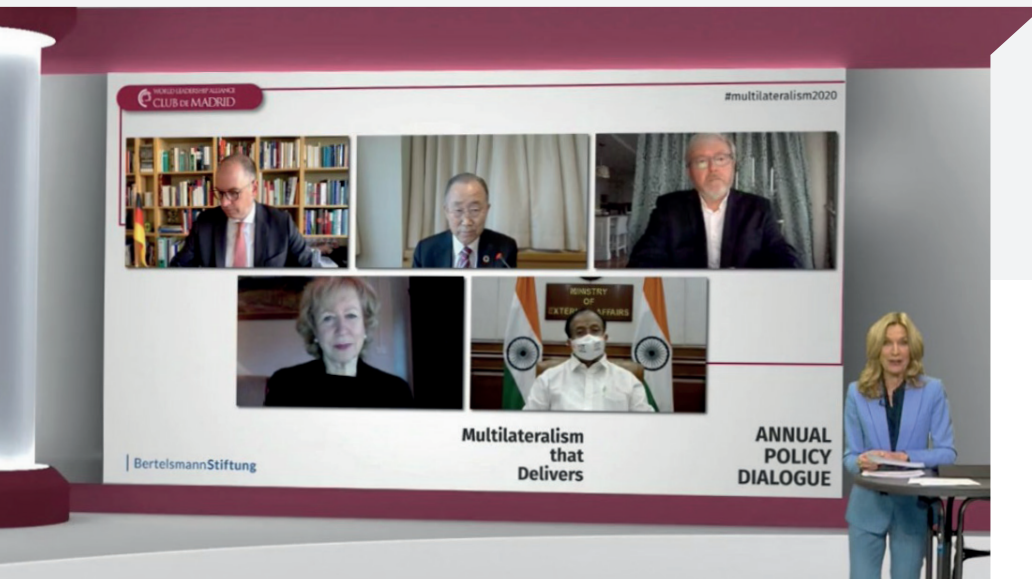 WORLD LEADERSHIP ALLIANCE
CLUB DE MADRID
#multilateralism2020
MINISTRY
OF
EXTERNAL AFFAIRS
Multilateralism
that
Delivers
ANNUAL
POLICY
DIALOGUE
BertelsmannStiftung